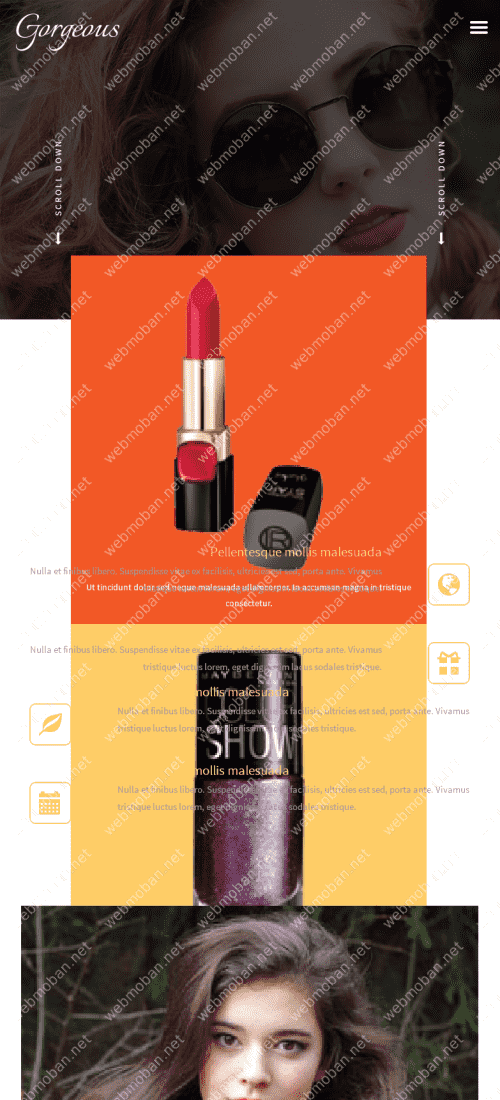 Gorgeous
SCROLL DOWN
SCROLL DOWN
Pellentesque mollis malesuada
Nulla et finibus libero. Suspendisse vitae ex facilisis, ultricies est sed, porta ante. Vivamus
Ut tincidunt dolor pellentesque malesuada ullamcorper. In accumsan magna in tristique
consectetur.
Nulla et finibus libero. Suspendisse vitae ex facilisis, ultricies est sed, porta ante. Vivamus
tristique luctus lorem, eget dignissim lacus sodales tristique.
MAYBELLINE
SHOW
mollis malesuada
Nulla et finibus libero. Suspendisse vitae ex facilisis, ultricies est sed, porta ante. Vivamus
tristique luctus lorem, eget dignissim lacus sodales tristique.
mollis malesuada
Nulla et finibus libero. Suspendisse vitae ex facilisis, ultricies est sed, porta ante. Vivamus
tristique luctus lorem, eget dignissim lacus sodales tristique.
webmoban.net